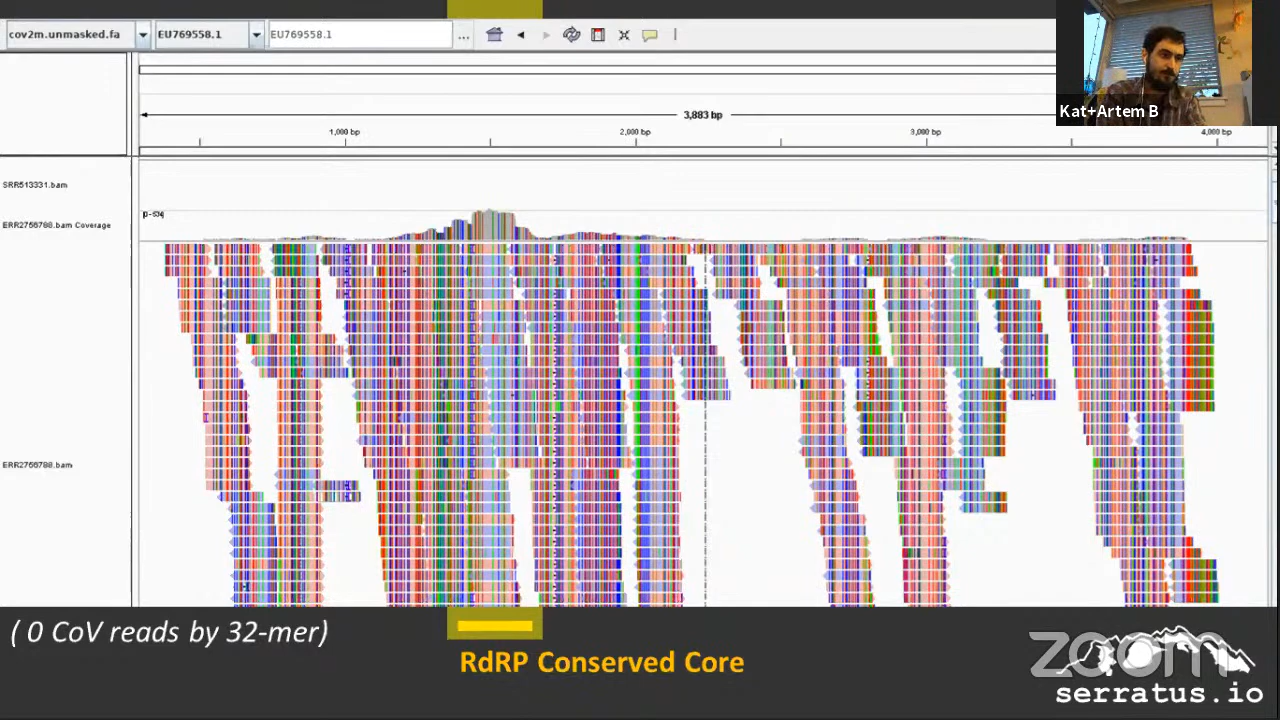 cov2m.unmasked.fa EU769558.1 EU769558.1 ...
Kat+Artem B
3,883 bp
1,000 bp 2,000 bp 3,000 bp 4,000 bp
SRR513331.bam
ERR2756788.bam Coverage
ERR2756788.bam
( 0 CoV reads by 32-mer)
RdRP Conserved Core
zoom
serratus.io